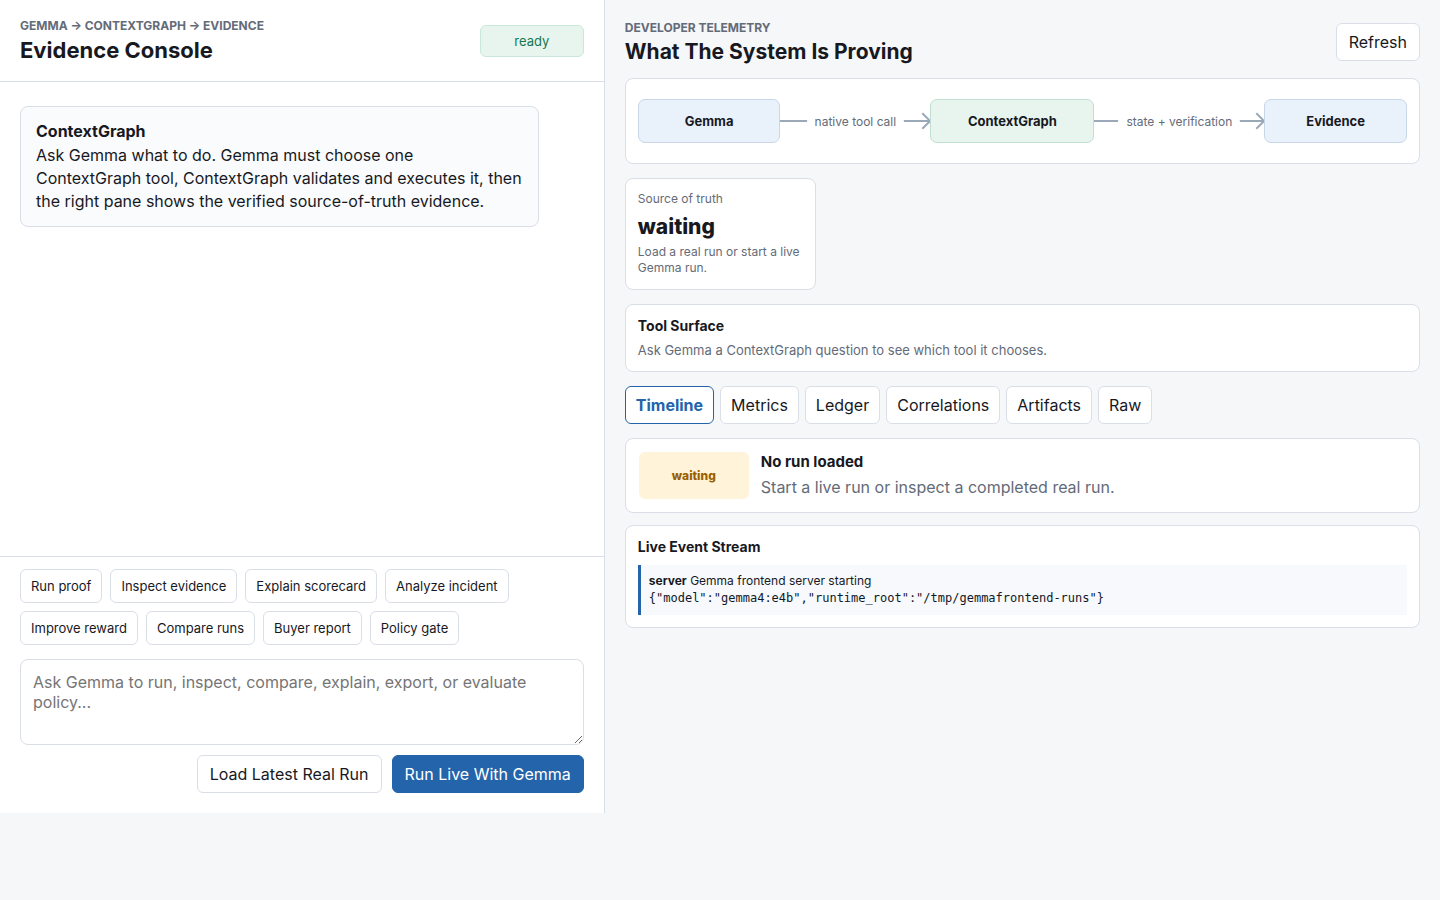 GEMMA → CONTEXTGRAPH → EVIDENCE
Evidence Console
ready
ContextGraph
Ask Gemma what to do. Gemma must choose one
ContextGraph tool, ContextGraph validates and executes it, then
the right pane shows the verified source-of-truth evidence.
Run proof
Inspect evidence
Explain scorecard
Analyze incident
Improve reward
Compare runs
Buyer report
Policy gate
Ask Gemma to run, inspect, compare, explain, export, or evaluate
policy...
Load Latest Real Run
Run Live With Gemma
DEVELOPER TELEMETRY
What The System Is Proving
Refresh
Gemma
native tool call
ContextGraph
state + verification
Evidence
Source of truth
waiting
Load a real run or start a live
Gemma run.
Tool Surface
Ask Gemma a ContextGraph question to see which tool it chooses.
Timeline
Metrics
Ledger
Correlations
Artifacts
Raw
waiting
No run loaded
Start a live run or inspect a completed real run.
Live Event Stream
server Gemma frontend server starting
{"model":"gemma4:e4b","runtime_root":"/tmp/gemmafrontend-runs"}